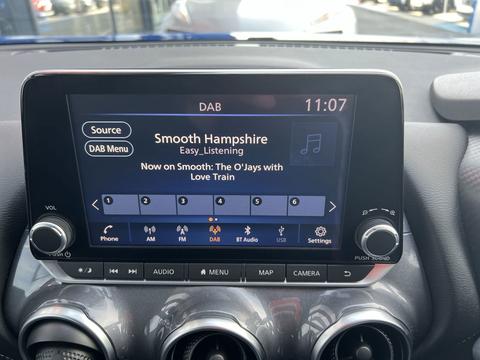 DAB 11:07
Source
Smooth Hampshire
DAB Menu
Easy_Listening
Now on Smooth: The O'Jays with
Love Train
1 2 3 4 5 6
Phone AM FM DAB BT Audio USB Settings
VOL
PUSH PUSH SOUND
AUDIO MENU MAP CAMERA